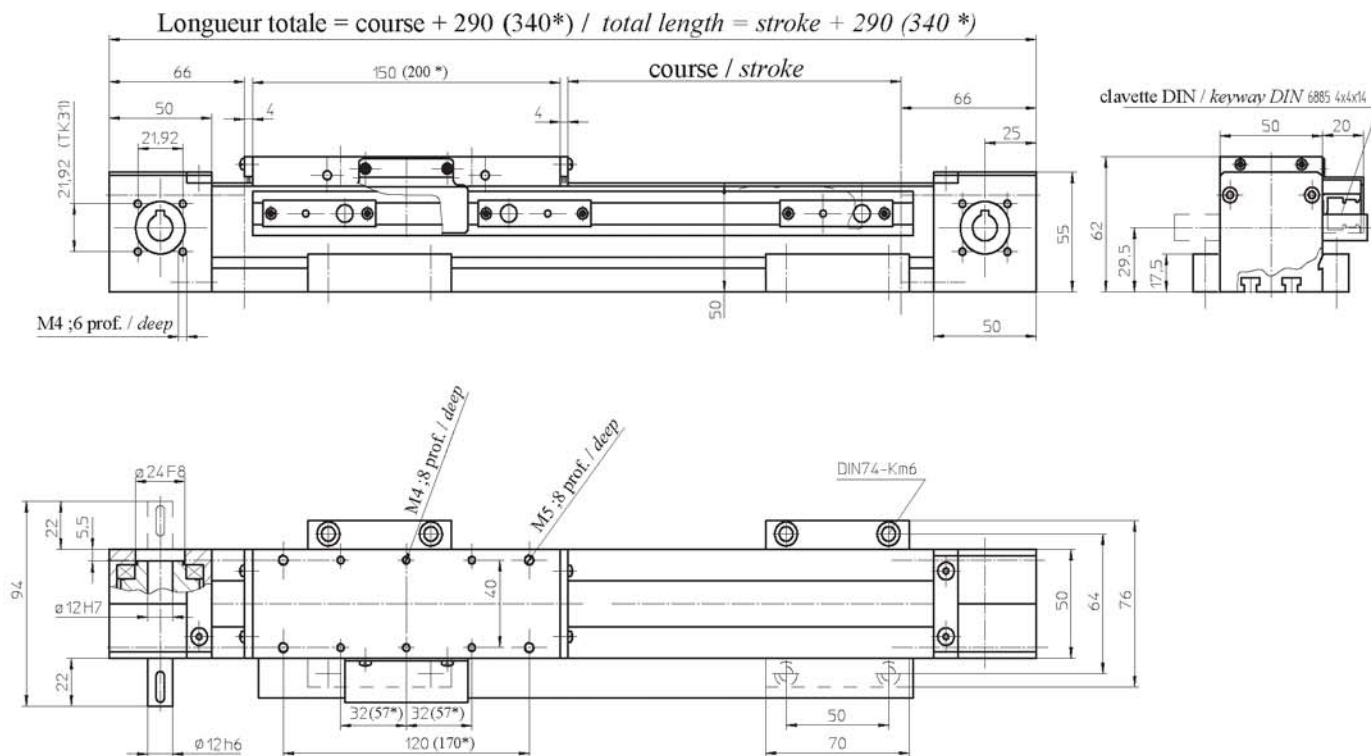 Longueur totale = course + 290 (340*) / total length = stroke + 290 (340 *)
66
150 (200 *)
course / stroke
66
50
4
4
25
21,92
21,92 (TK31)
55
50
50
M4 ;6 prof. / deep
clavette DIN / keyway DIN 6885 4x4x14
50
20
62
29,5
17,5
M4 ;8 prof. / deep
M5 ;8 prof. / deep
DIN74-Km6
ø24F8
22
5,5
94
ø12H7
22
40
50
64
76
32(57*)
32(57*)
50
ø12h6
120 (170*)
70